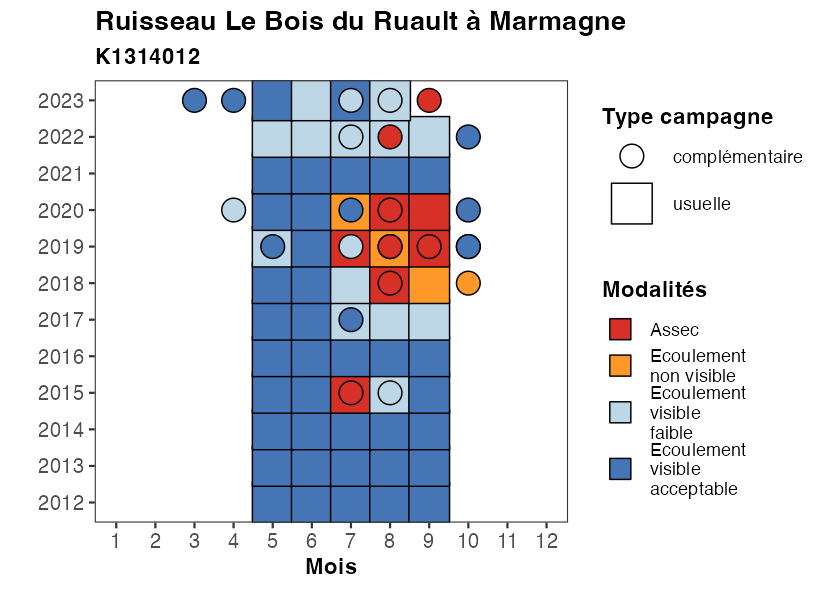 Ruisseau Le Bois du Ruault à Marmagne
K1314012
2023
2022
2021
2020
2019
2018
2017
2016
2015
2014
2013
2012
1 2 3 4 5 6 7 8 9 10 11 12
Mois
Type campagne
complémentaire
usuelle
Modalités
Assec
Ecoulement
non visible
Ecoulement
visible
faible
Ecoulement
visible
acceptable